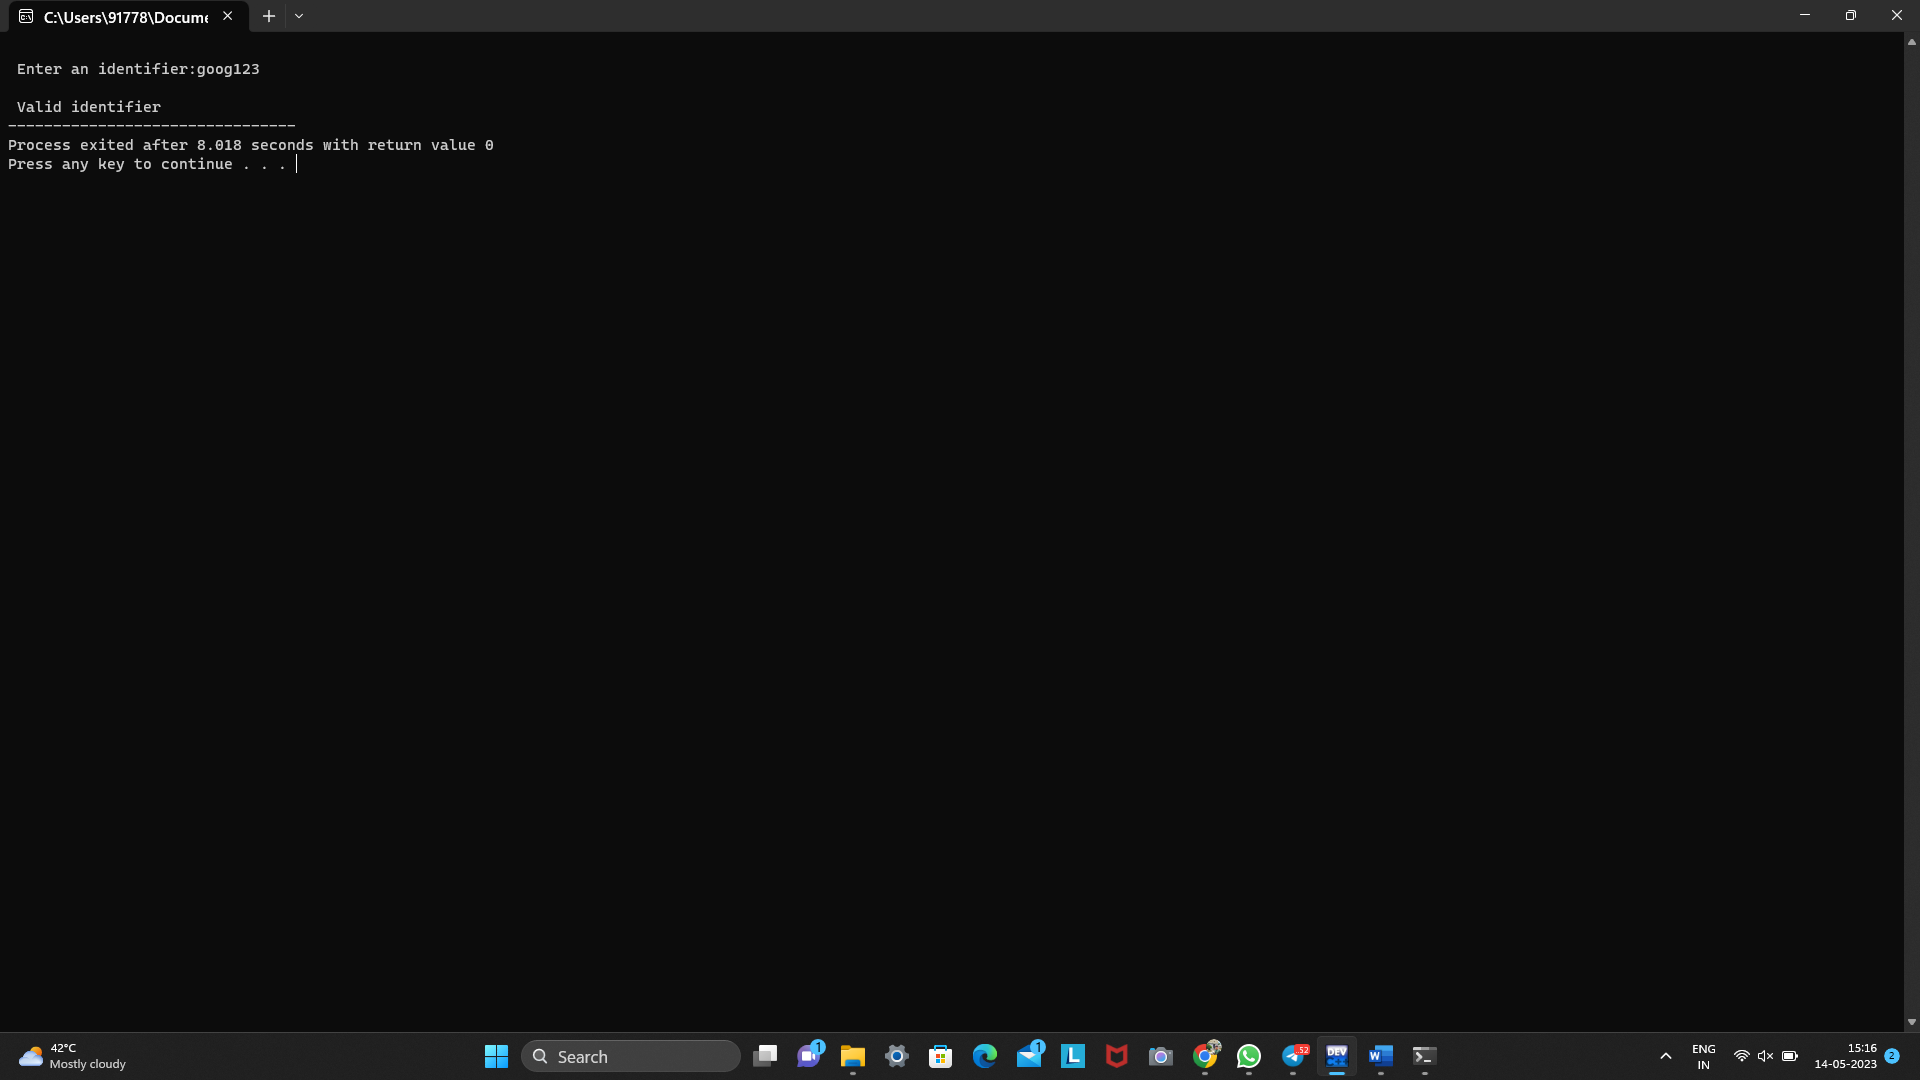 C:\Users\91778\Docume
Enter an identifier:goog123
Valid identifier
--------------------------------
Process exited after 8.018 seconds with return value 0
Press any key to continue . . .
42°C
Mostly cloudy
Search
1
1
L
52
DEV
C++
W
ENG
IN
15:16
14-05-2023
2